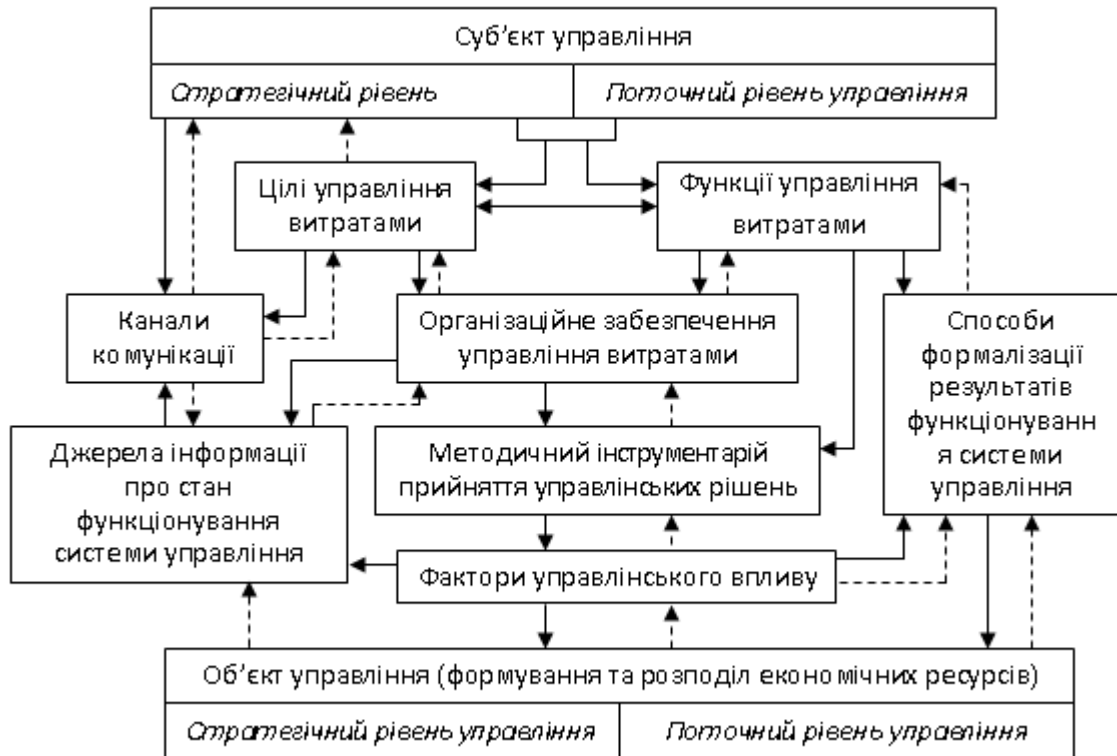 Суб’єкт управління
Стратегічний рівень
Поточний рівень управління
Цілі управління
витратами
Функції управління
витратами
Канали
комунікації
Організаційне забезпечення
управління витратами
Способи
формалізації
результатів
функціонуванн
я системи
управління
Джерела інформації
про стан
функціонування
системи управління
Методичний інструментарій
прийняття управлінських рішень
Фактори управлінського впливу
Об’єкт управління (формування та розподіл економічних ресурсів)
Стратегічний рівень управління
Поточний рівень управління